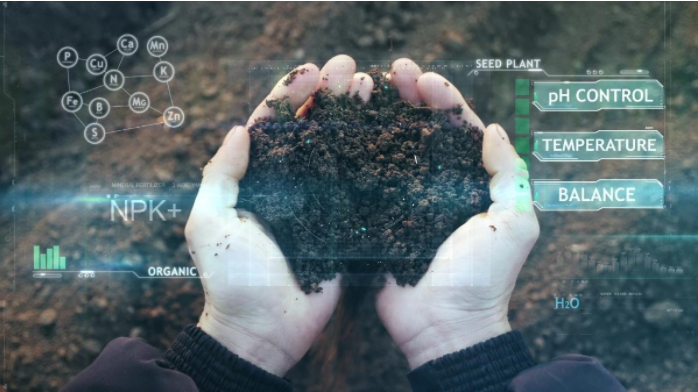 SEED PLANT
P
Cu
Ca
Mn
N
K
Fe
B
Mg
Zn
S
pH CONTROL
TEMPERATURE
BALANCE
NPK+
ORGANIC
H₂O